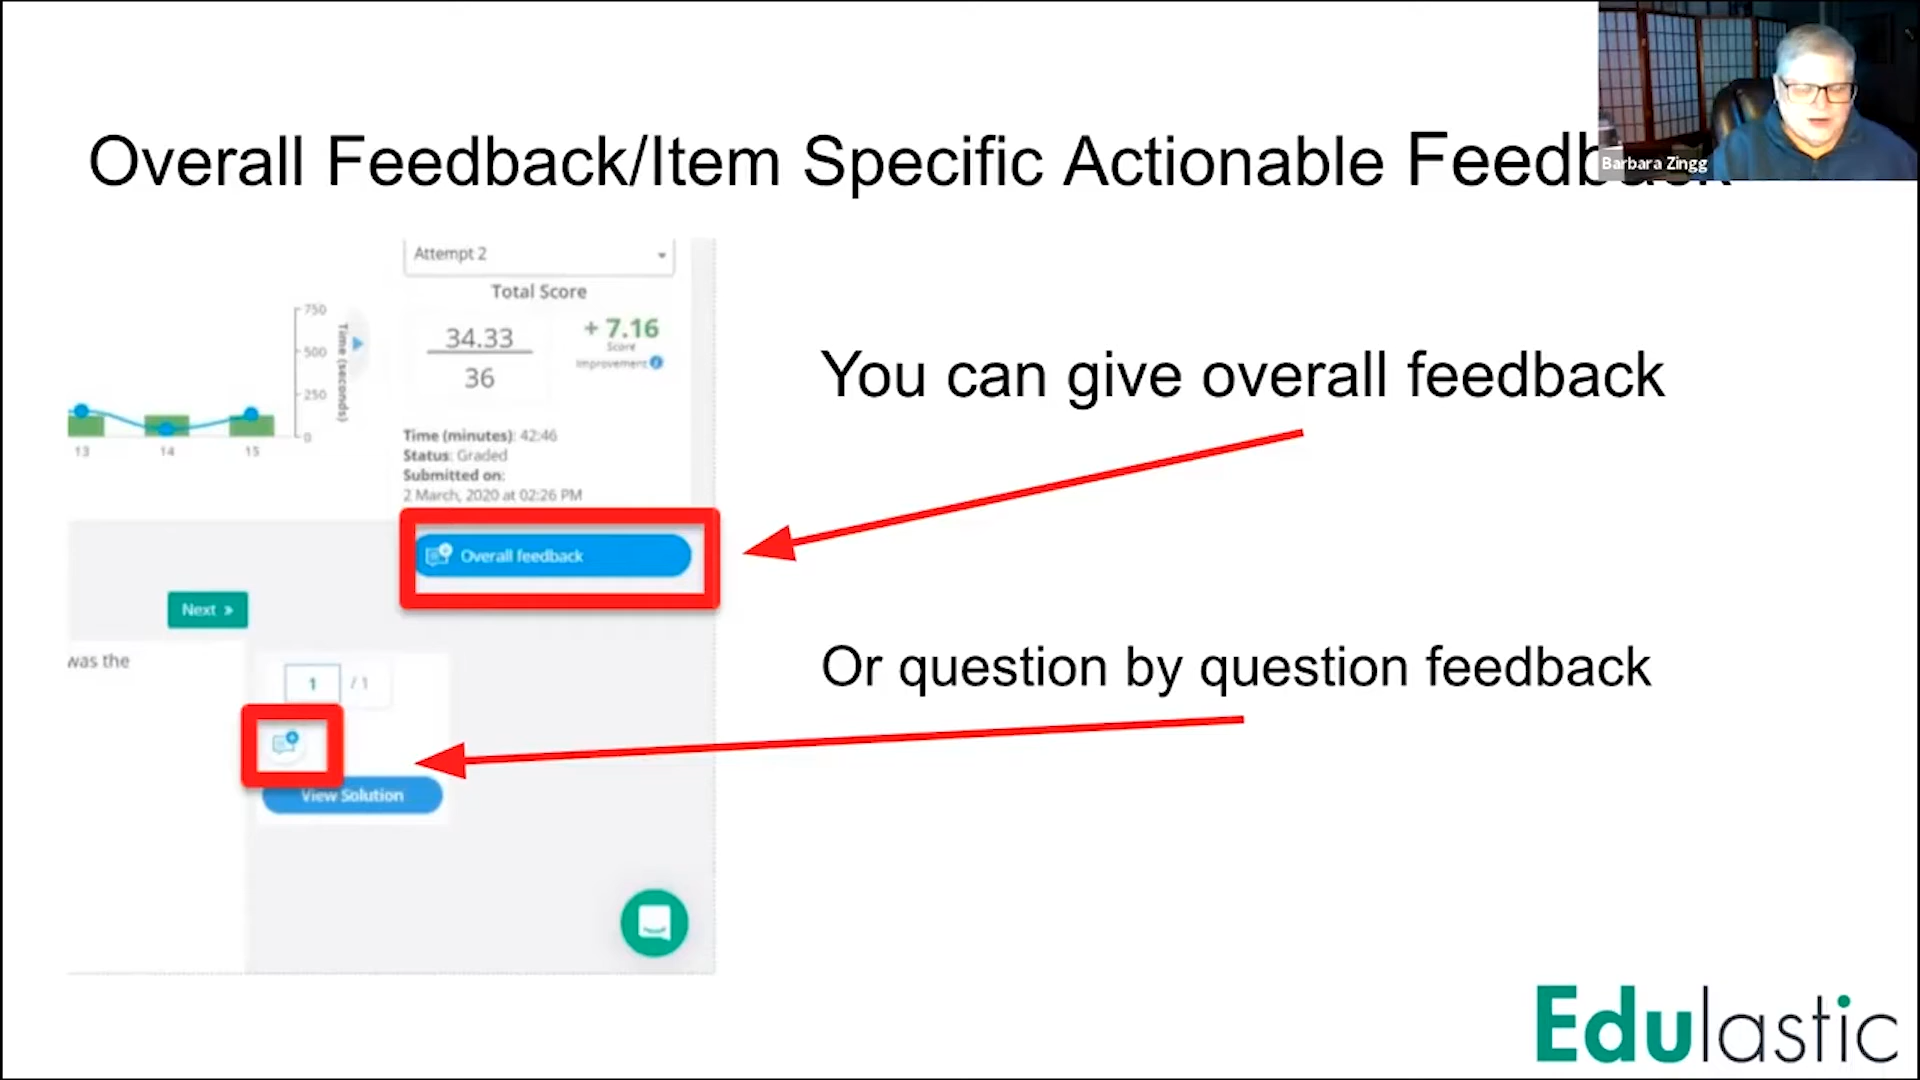 Overall Feedback/Item Specific Actionable Feedback
Barbara Zingg
Attempt 2
Total Score
34.33
36
+ 7.16
Score
Improvement
750
500
250
0
Time (seconds)
13 14 15
Time (minutes): 42:46
Status: Graded
Submitted on:
2 March, 2020 at 02:26 PM
Overall feedback
Next »
was the
1 / 1
View Solution
You can give overall feedback
Or question by question feedback
Edulastic